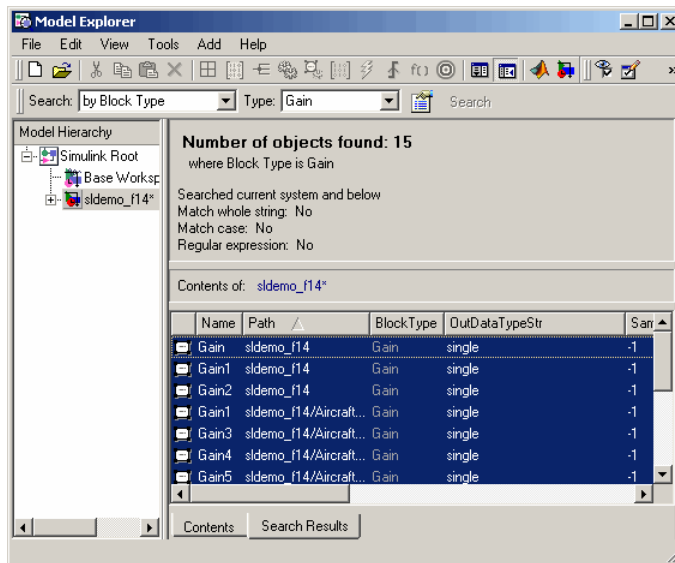 Model Explorer
File Edit View Tools Add Help
Search: by Block Type Type: Gain Search
Model Hierarchy
Simulink Root
Base Worksp
sldemo_f14*
Number of objects found: 15
where Block Type is Gain
Searched current system and below
Match whole string: No
Match case: No
Regular expression: No
Contents of: sldemo_f14*
Name Path BlockType OutDataTypeStr Sam
Gain sldemo_f14 Gain single -1
Gain1 sldemo_f14 Gain single -1
Gain2 sldemo_f14 Gain single -1
Gain1 sldemo_f14/Aircraft... Gain single -1
Gain3 sldemo_f14/Aircraft... Gain single -1
Gain4 sldemo_f14/Aircraft... Gain single -1
Gain5 sldemo_f14/Aircraft... Gain single -1
Contents Search Results